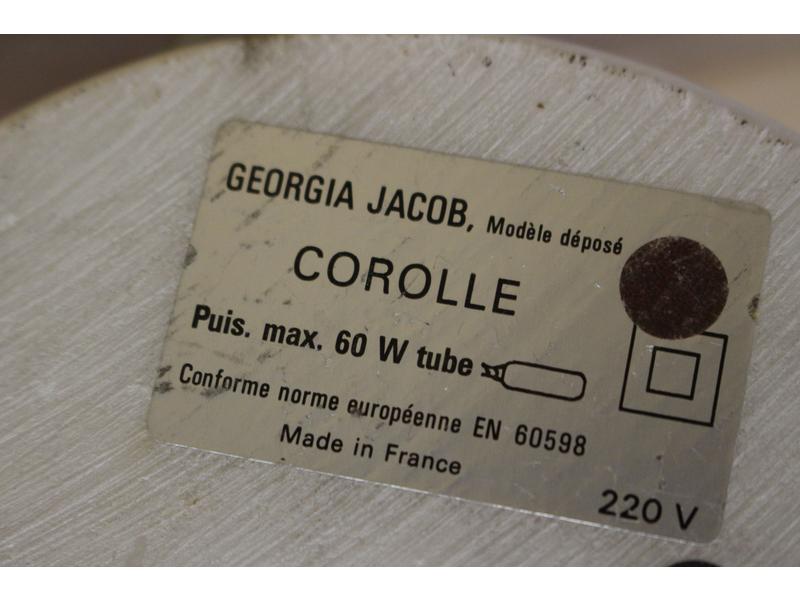 GEORGIA JACOB, Modèle déposé
COROLLE
Puis. max. 60 W tube
Conforme norme européenne EN 60598
Made in France
220 V